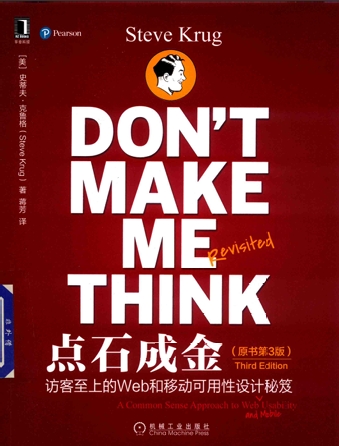 Pearson
Steve Krug
[美] 史蒂夫·克鲁格 (Steve Krug) 著 蒋芳 译
DON'T
MAKE
ME
Revisited
THINK
点石成金 (原书第3版)
Third Edition
访客至上的Web和移动可用性设计秘笈
A Common Sense Approach to Web Usability
and Mobile
机械工业出版社
China Machine Press